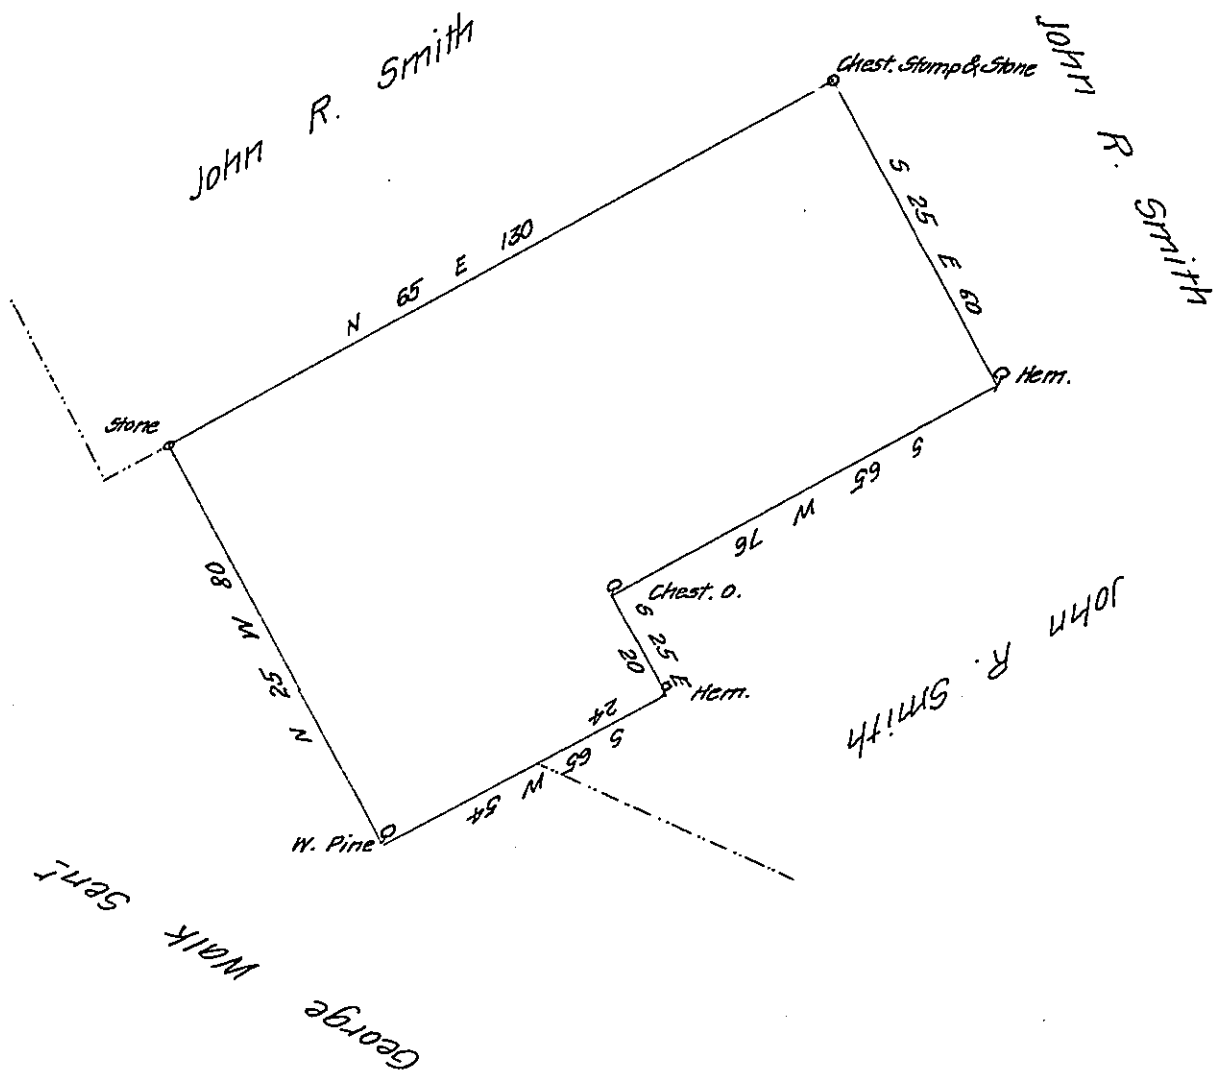 John R. Smith
John R. Smith
Chest. Stump & Stone
N 65 E 130
S 25 E 60
Hem.
Stone
S 65 W 76
Chest. O.
S 25 E
20
Hem.
24
S 65 W 54
N 25 W 80
W. Pine
John R. Smith
George Walk Senr